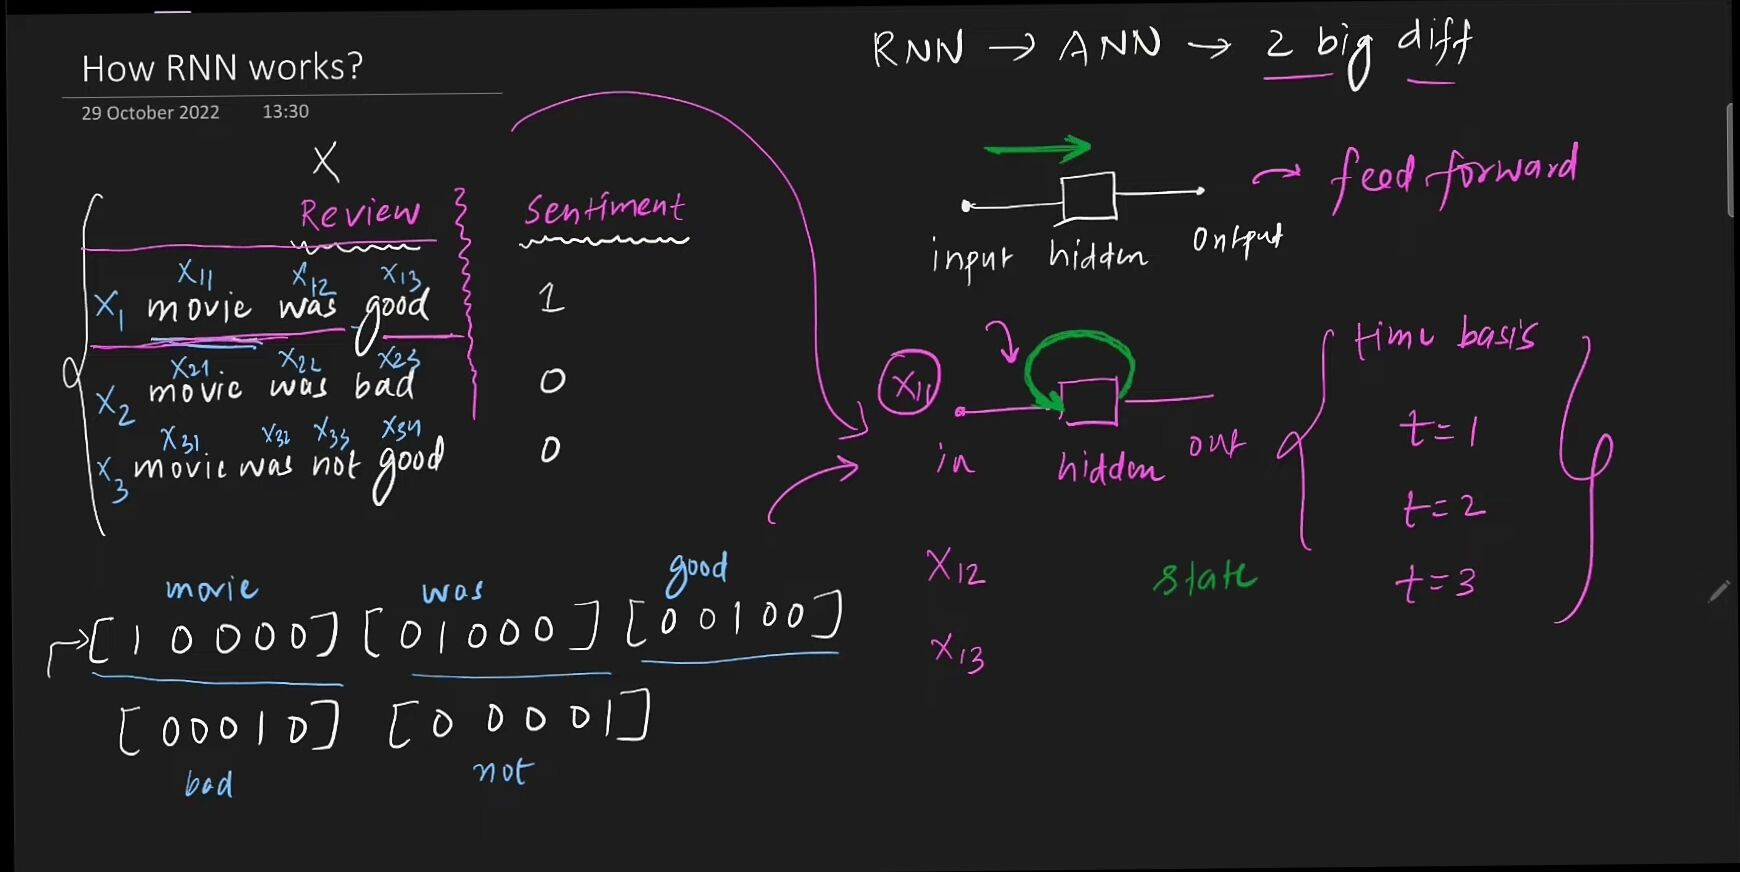 How RNN works?
29 October 2022 13:30
RNN → ANN → 2 big diff
X
Review Sentiment
X11 X12 X13
X1 movie was good 1
X21 X22 X23
X2 movie was bad 0
X31 X32 X33 X34
X3 movie was not good 0
movie was good
[1 0 0 0 0] [0 1 0 0 0] [0 0 1 0 0]
[0 0 0 1 0] [0 0 0 0 1]
bad not
→ feed forward
input hidden Output
X11
in hidden out
X12
X13
state
time basis
t=1
t=2
t=3